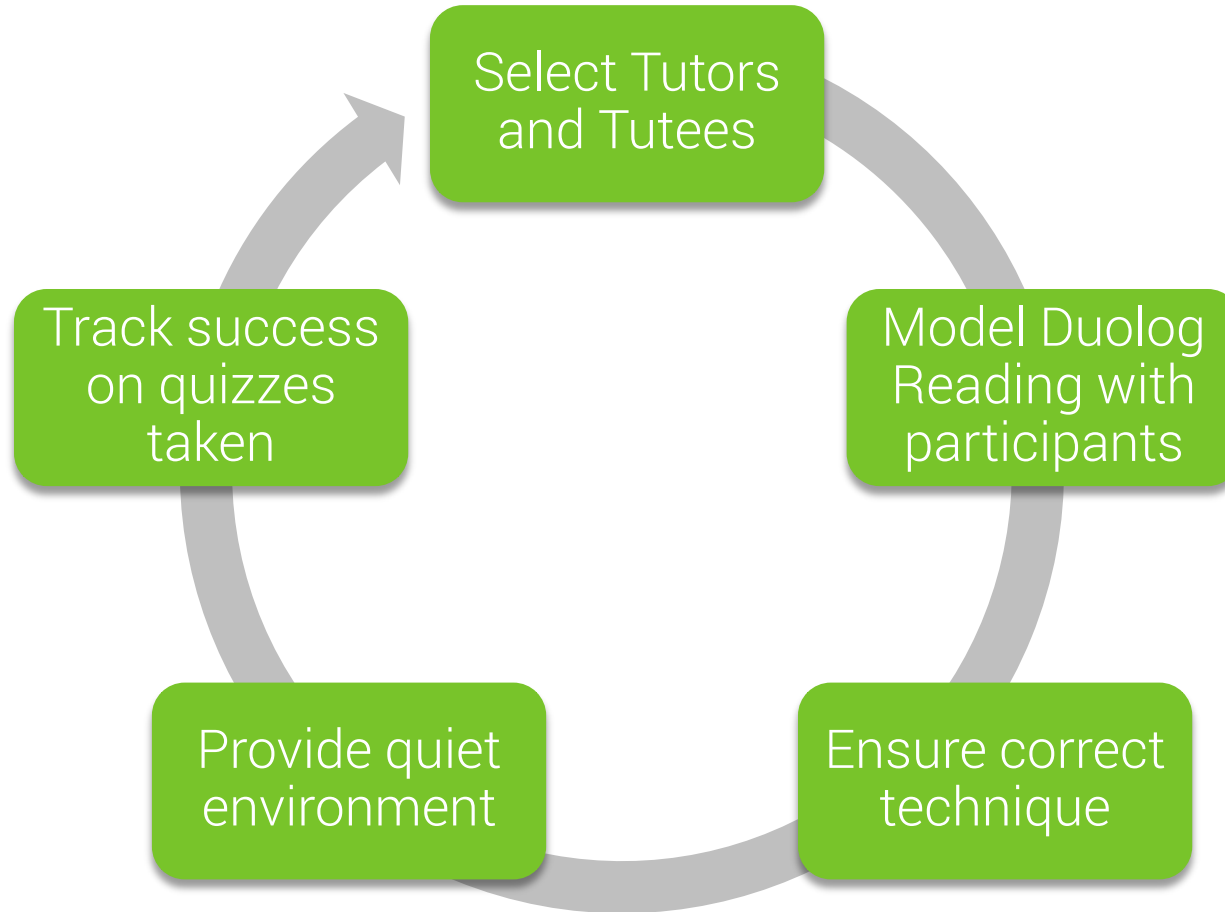 Select Tutors
and Tutees
Model Duolog
Reading with
participants
Ensure correct
technique
Provide quiet
environment
Track success
on quizzes
taken